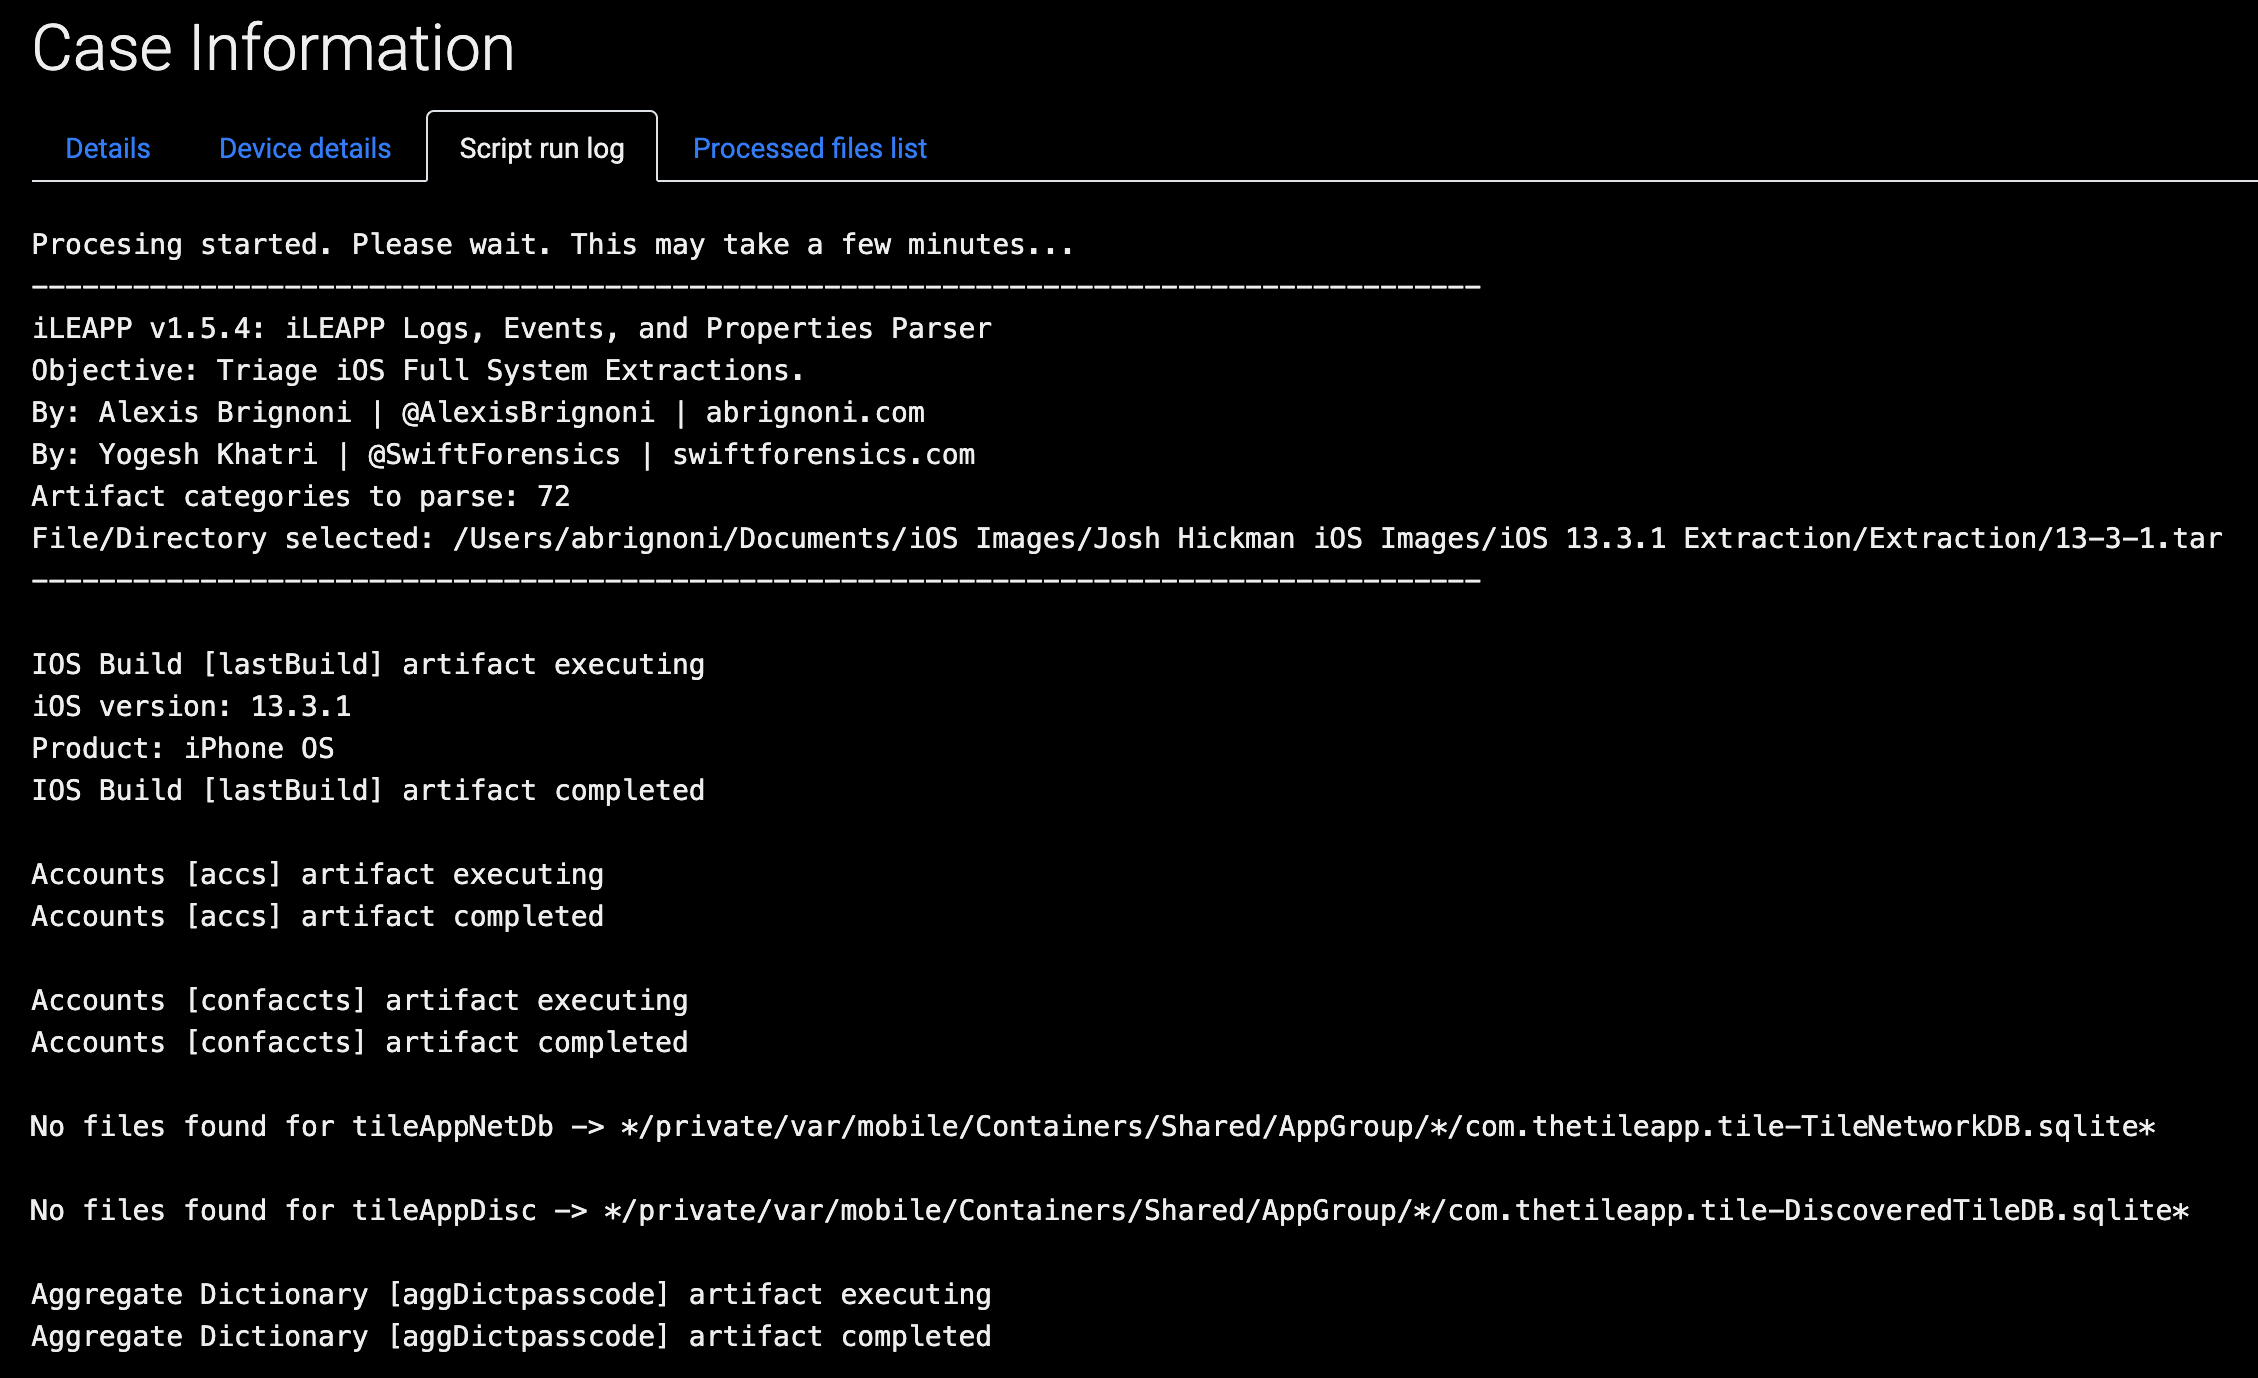 Case Information
Details Device details Script run log Processed files list
Procesing started. Please wait. This may take a few minutes...
--------------------------------------------------------------------------------------
iLEAPP v1.5.4: iLEAPP Logs, Events, and Properties Parser
Objective: Triage iOS Full System Extractions.
By: Alexis Brignoni | @AlexisBrignoni | abrignoni.com
By: Yogesh Khatri | @SwiftForensics | swiftforensics.com
Artifact categories to parse: 72
File/Directory selected: /Users/abrignoni/Documents/iOS Images/Josh Hickman iOS Images/iOS 13.3.1 Extraction/Extraction/13-3-1.tar
--------------------------------------------------------------------------------------
IOS Build [lastBuild] artifact executing
iOS version: 13.3.1
Product: iPhone OS
IOS Build [lastBuild] artifact completed
Accounts [accs] artifact executing
Accounts [accs] artifact completed
Accounts [confaccts] artifact executing
Accounts [confaccts] artifact completed
No files found for tileAppNetDb -> */private/var/mobile/Containers/Shared/AppGroup/*/com.thetileapp.tile-TileNetworkDB.sqlite*
No files found for tileAppDisc -> */private/var/mobile/Containers/Shared/AppGroup/*/com.thetileapp.tile-DiscoveredTileDB.sqlite*
Aggregate Dictionary [aggDictpasscode] artifact executing
Aggregate Dictionary [aggDictpasscode] artifact completed